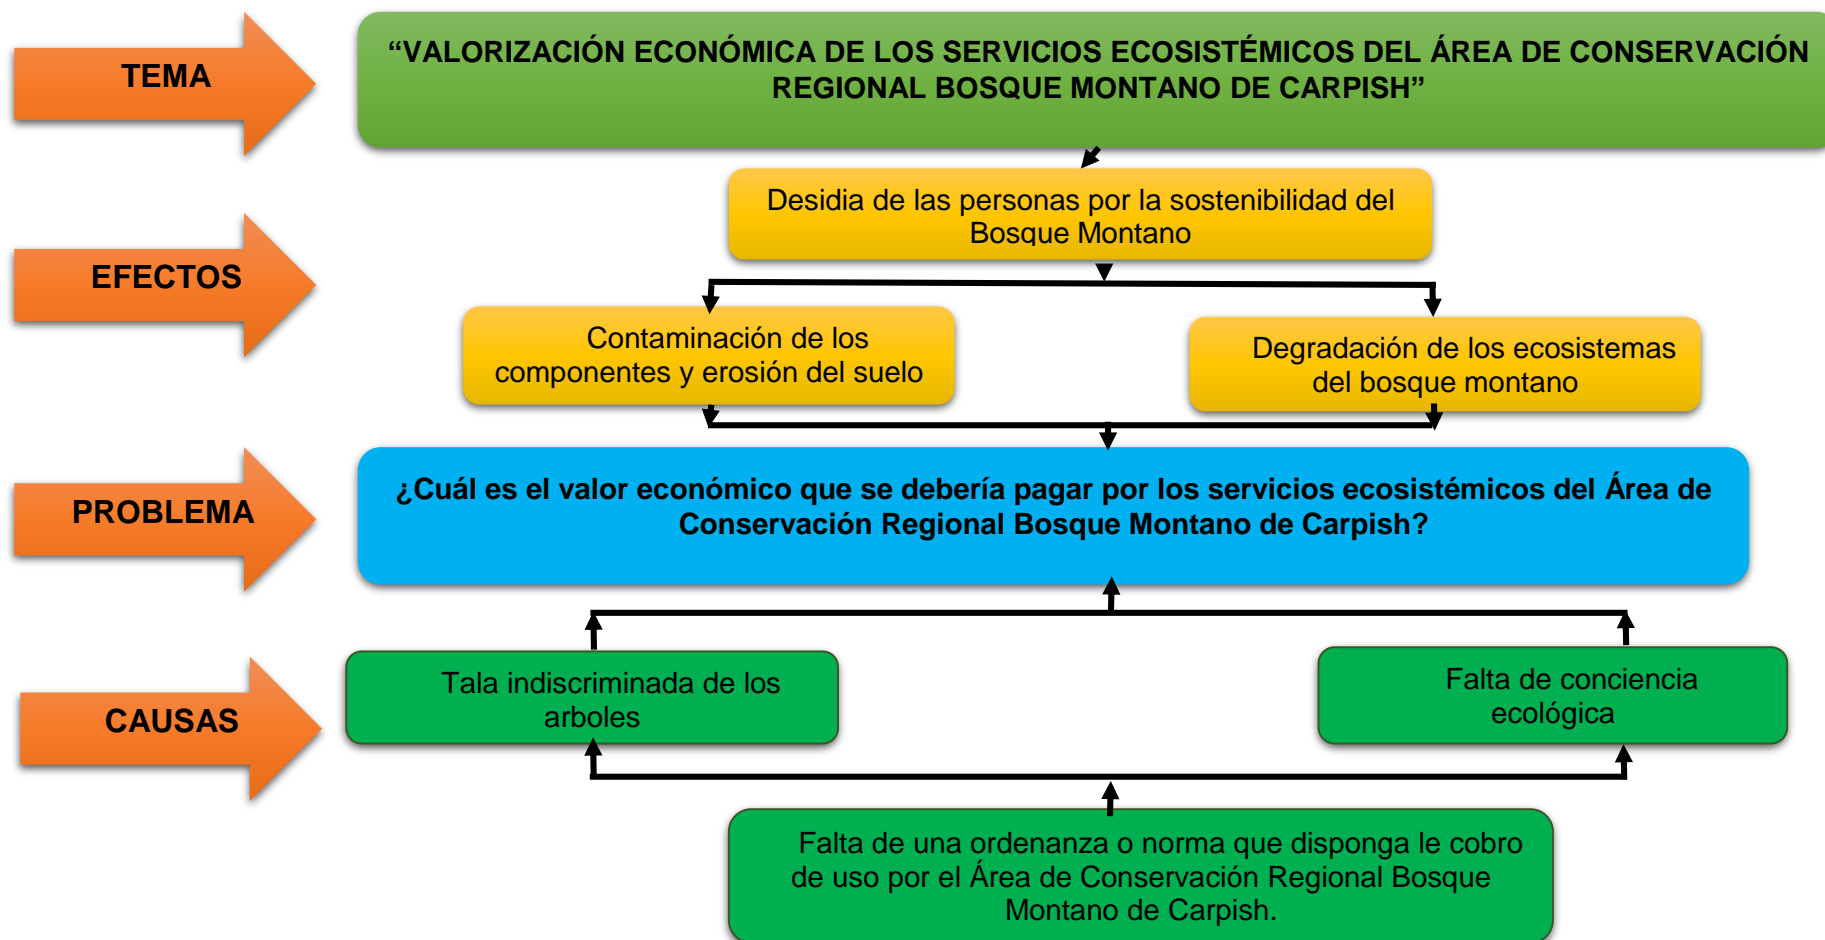 TEMA
“VALORIZACIÓN ECONÓMICA DE LOS SERVICIOS ECOSISTÉMICOS DEL ÁREA DE CONSERVACIÓN
REGIONAL BOSQUE MONTANO DE CARPISH”
EFECTOS
Desidia de las personas por la sostenibilidad del
Bosque Montano
Contaminación de los
componentes y erosión del suelo
Degradación de los ecosistemas
del bosque montano
PROBLEMA
¿Cuál es el valor económico que se debería pagar por los servicios ecosistémicos del Área de
Conservación Regional Bosque Montano de Carpish?
CAUSAS
Tala indiscriminada de los
arboles
Falta de conciencia
ecológica
Falta de una ordenanza o norma que disponga le cobro
de uso por el Área de Conservación Regional Bosque
Montano de Carpish.